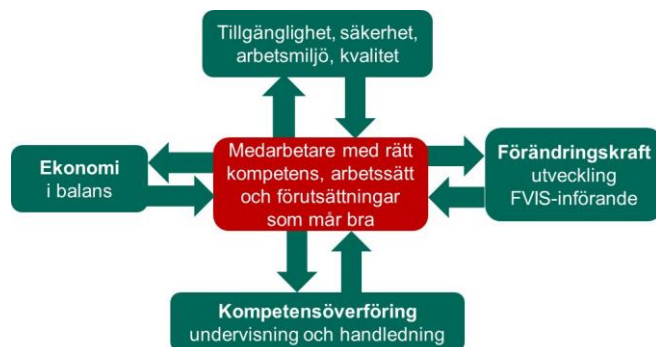 Tillgänglighet, säkerhet,
arbetsmiljö, kvalitet
Ekonomi
i balans
Medarbetare med rätt
kompetens, arbetssätt
och förutsättningar
som mår bra
Förändringskraft
utveckling
FVIS-införande
Kompetensöverföring
undervisning och handledning